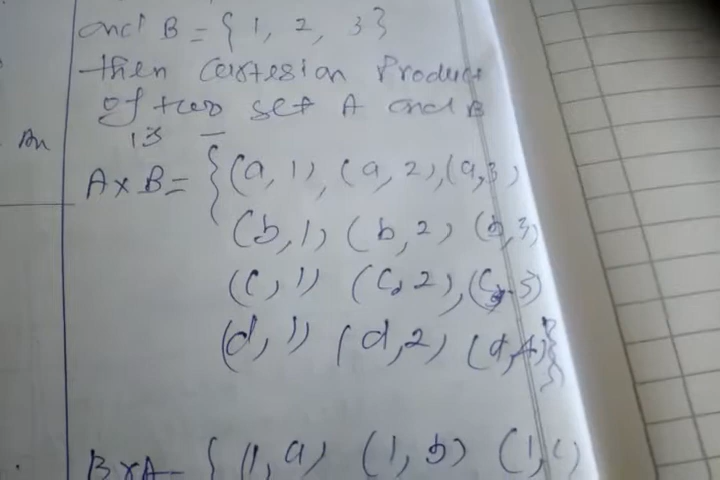 and B = { 1, 2, 3}
then Cartesian Product
of two set A and B
is –
A × B = { (a, 1), (a, 2), (a, 3)
(b, 1) (b, 2) (b, 3)
(c, 1) (c, 2), (c, 3)
(d, 1) (d, 2) (d, 4)}
B × A = { (1, a) (1, b) (1, c)